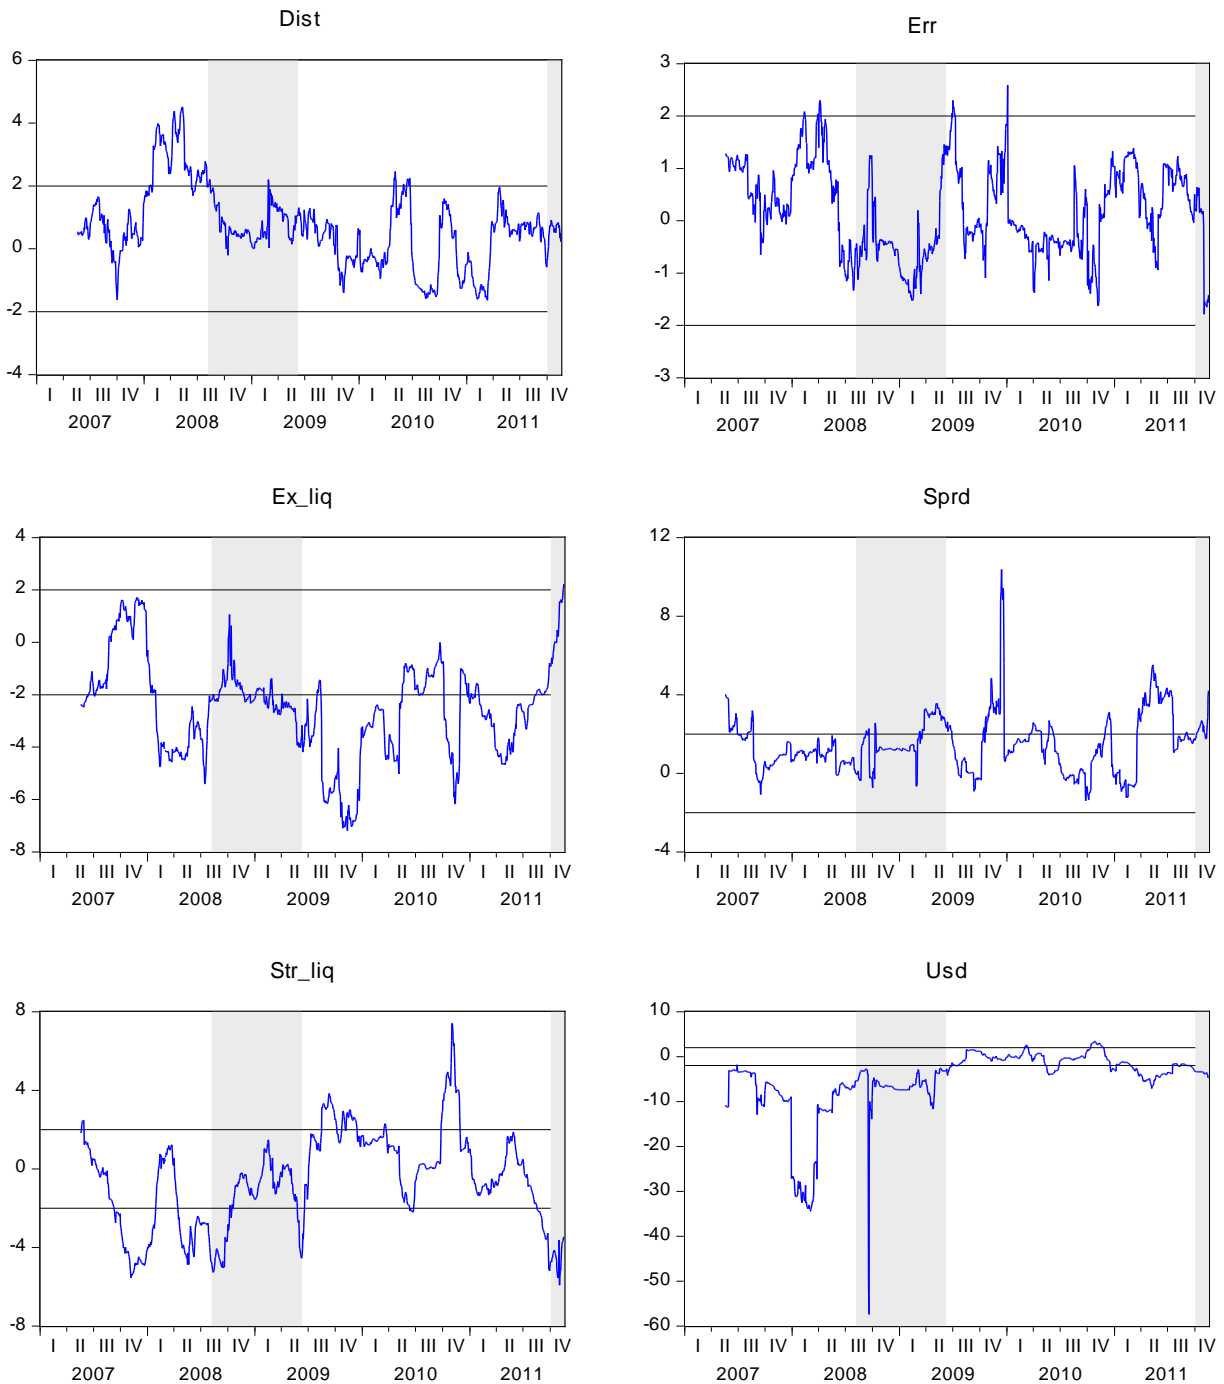 Dist
6
4
2
0
-2
-4
I II III IV I II III IV I II III IV I II III IV I II III IV
2007 2008 2009 2010 2011
Err
3
2
1
0
-1
-2
-3
I II III IV I II III IV I II III IV I II III IV I II III IV
2007 2008 2009 2010 2011
Ex_liq
4
2
0
-2
-4
-6
-8
I II III IV I II III IV I II III IV I II III IV I II III IV
2007 2008 2009 2010 2011
Sprd
12
8
4
0
-4
I II III IV I II III IV I II III IV I II III IV I II III IV
2007 2008 2009 2010 2011
Str_liq
8
4
0
-4
-8
I II III IV I II III IV I II III IV I II III IV I II III IV
2007 2008 2009 2010 2011
Usd
10
0
-10
-20
-30
-40
-50
-60
I II III IV I II III IV I II III IV I II III IV I II III IV
2007 2008 2009 2010 2011